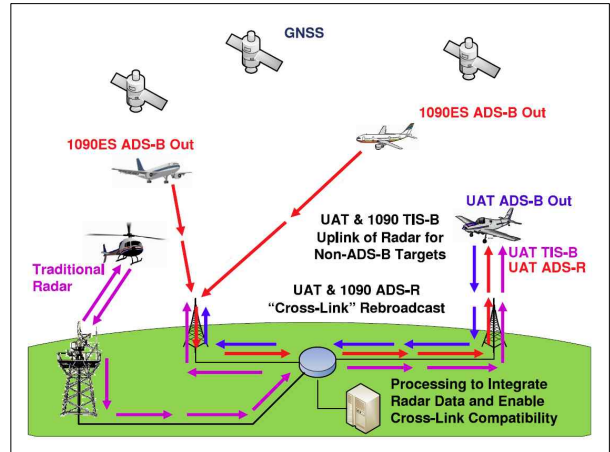 GNSS
1090ES ADS-B Out
1090ES ADS-B Out
UAT ADS-B Out
UAT & 1090 TIS-B
Uplink of Radar for
Non-ADS-B Targets
UAT TIS-B
UAT ADS-R
Traditional
Radar
UAT & 1090 ADS-R
“Cross-Link” Rebroadcast
Processing to Integrate
Radar Data and Enable
Cross-Link Compatibility